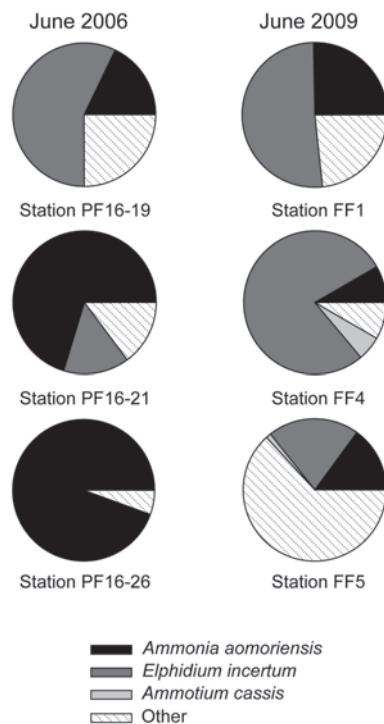 June 2006 June 2009
Station PF16-19 Station FF1
Station PF16-21 Station FF4
Station PF16-26 Station FF5
Ammonia aomoriensis
Elphidium incertum
Ammotium cassis
Other